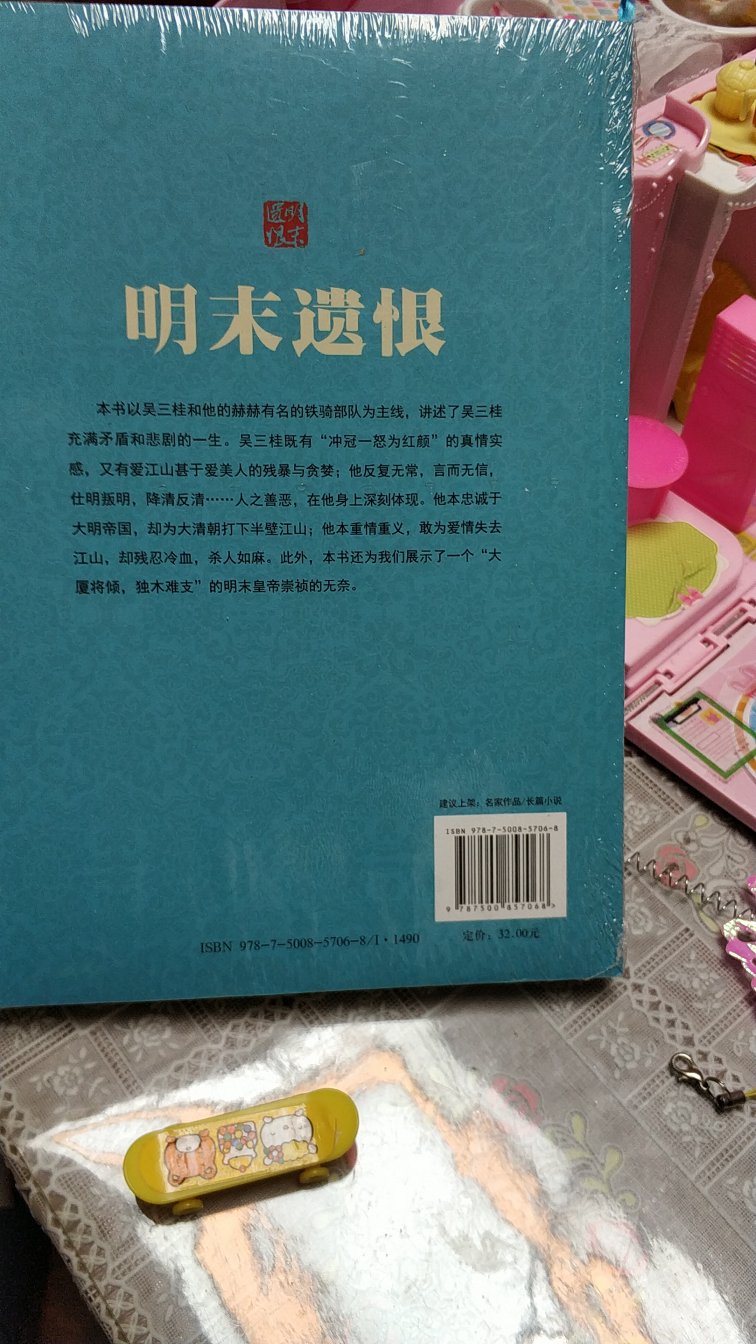 明末
遗恨
明末遗恨
本书以吴三桂和他的赫赫有名的铁骑部队为主线，讲述了吴三桂
充满矛盾和悲剧的一生。吴三桂既有“冲冠一怒为红颜”的真情实
感，又有爱江山甚于爱美人的残暴与贪婪；他反复无常，言而无信，
仕明叛明，降清反清……人之善恶，在他身上深刻体现。他本忠诚于
大明帝国，却为大清朝打下半壁江山；他本重情重义，敢为爱情失去
江山，却残忍冷血，杀人如麻。此外，本书还为我们展示了一个“大
厦将倾，独木难支”的明末皇帝崇祯的无奈。
建议上架：名家作品/长篇小说
ISBN 978-7-5008-5706-8
9 787500 857068 >
ISBN 978-7-5008-5706-8/I·1490
定价：32.00元